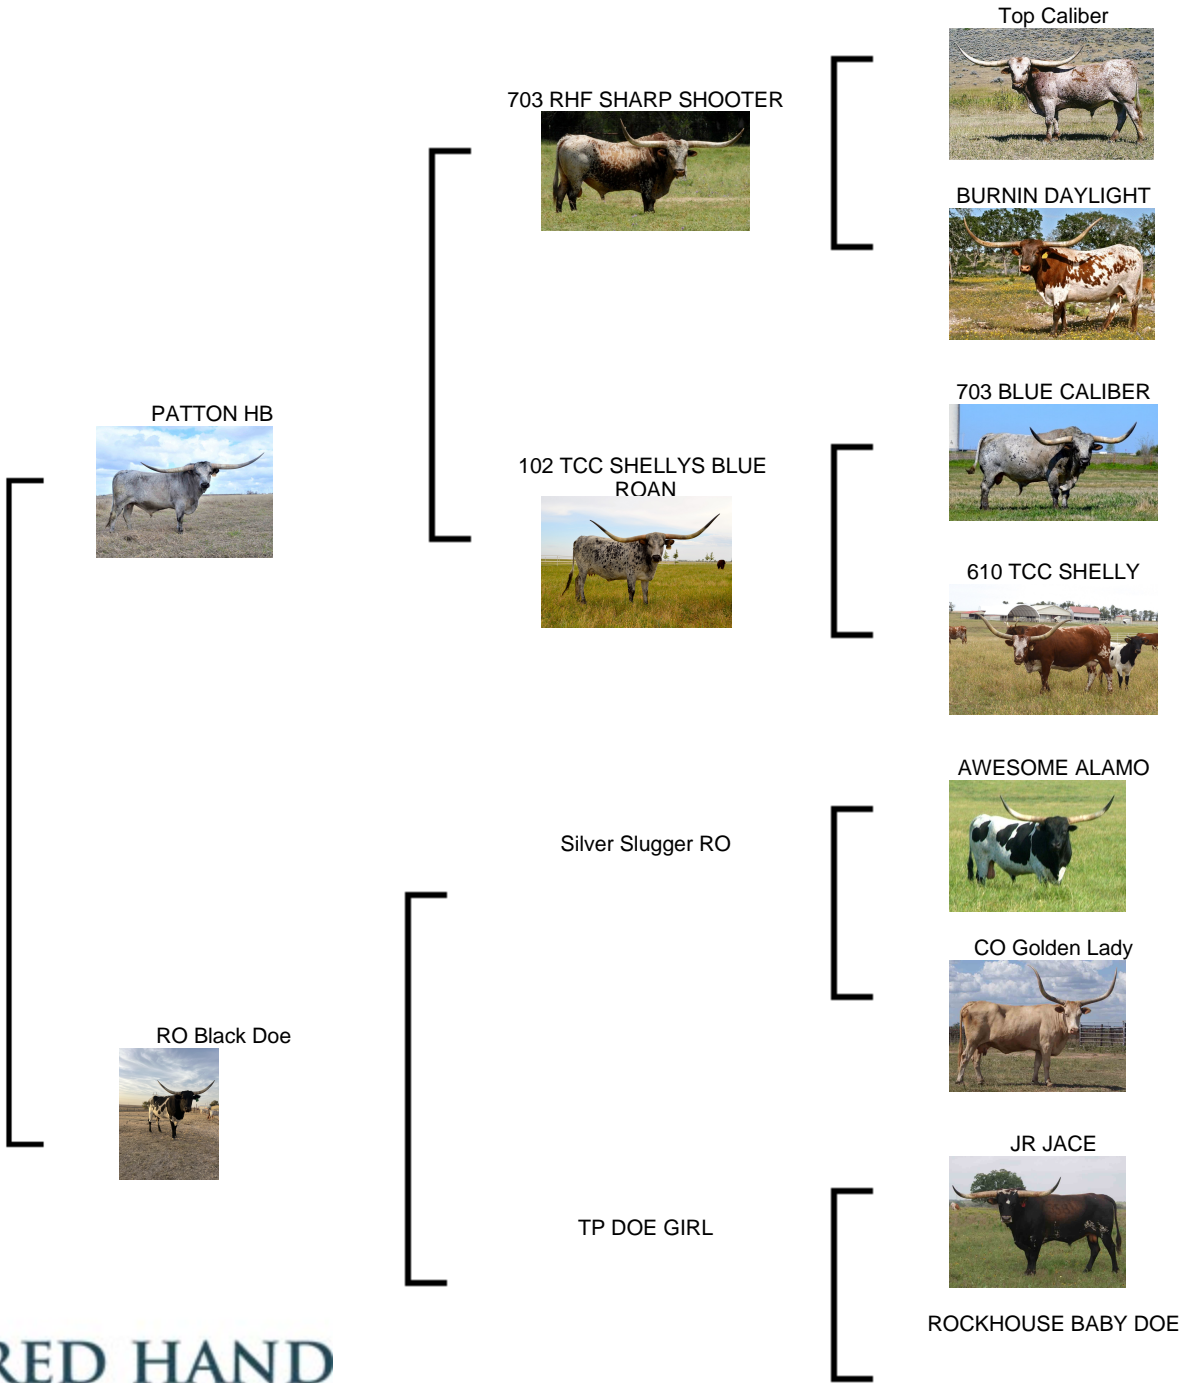 Top Caliber
703 RHF SHARP SHOOTER
BURNIN DAYLIGHT
PATTON HB
703 BLUE CALIBER
102 TCC SHELLYS BLUE
ROAN
610 TCC SHELLY
AWESOME ALAMO
Silver Slugger RO
CO Golden Lady
RO Black Doe
JR JACE
TP DOE GIRL
ROCKHOUSE BABY DOE
RED HAND